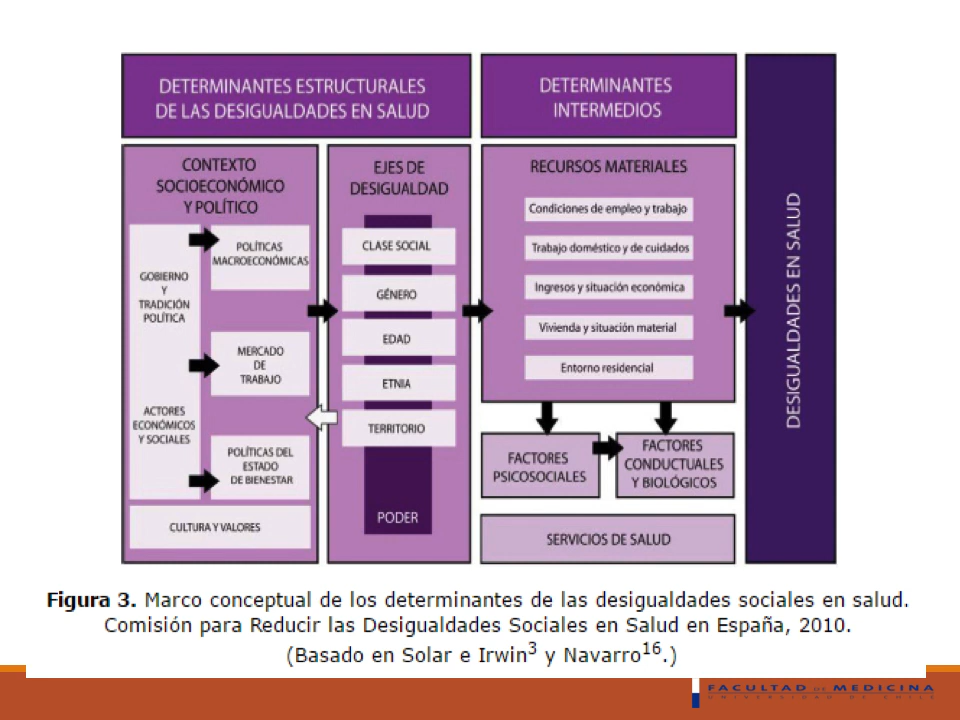 DETERMINANTES ESTRUCTURALES
DE LAS DESIGUALDADES EN SALUD
DETERMINANTES
INTERMEDIOS
CONTEXTO
SOCIOECONÓMICO
Y POLÍTICO
GOBIERNO
Y
TRADICIÓN
POLÍTICA
ACTORES
ECONÓMICOS
Y SOCIALES
POLÍTICAS
MACROECONÓMICAS
MERCADO
DE
TRABAJO
POLÍTICAS DEL
ESTADO
DE BIENESTAR
CULTURA Y VALORES
EJES DE
DESIGUALDAD
CLASE SOCIAL
GÉNERO
EDAD
ETNIA
TERRITORIO
PODER
RECURSOS MATERIALES
Condiciones de empleo y trabajo
Trabajo doméstico y de cuidados
Ingresos y situación económica
Vivienda y situación material
Entorno residencial
FACTORES
PSICOSOCIALES
FACTORES
CONDUCTUALES
Y BIOLÓGICOS
SERVICIOS DE SALUD
DESIGUALDADES EN SALUD
Figura 3. Marco conceptual de los determinantes de las desigualdades sociales en salud.
Comisión para Reducir las Desigualdades Sociales en Salud en España, 2010.
(Basado en Solar e Irwin3 y Navarro16.)
FACULTAD DE MEDICINA
UNIVERSIDAD DE CHILE